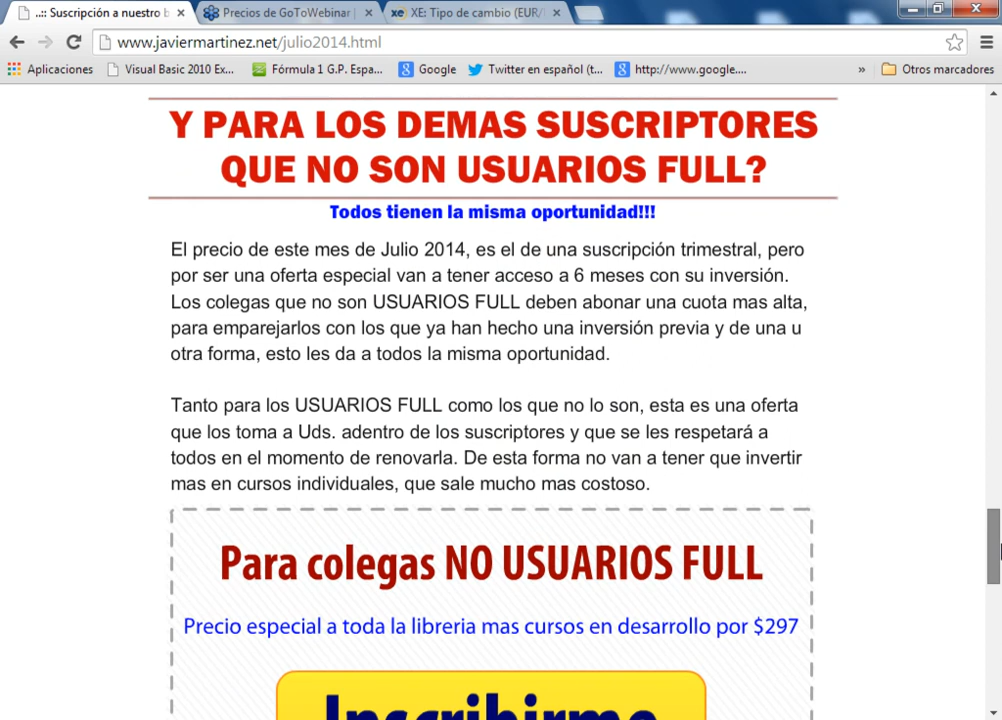 ..:: Suscripción a nuestro b
Precios de GoToWebinar
XE: Tipo de cambio (EUR/
www.javiermartinez.net/julio2014.html
Aplicaciones
Visual Basic 2010 Ex...
Fórmula 1 G.P. Espa...
Google
Twitter en español (t...
http://www.google....
»
Otros marcadores
Y PARA LOS DEMAS SUSCRIPTORES
QUE NO SON USUARIOS FULL?
Todos tienen la misma oportunidad!!!
El precio de este mes de Julio 2014, es el de una suscripción trimestral, pero
por ser una oferta especial van a tener acceso a 6 meses con su inversión.
Los colegas que no son USUARIOS FULL deben abonar una cuota mas alta,
para emparejarlos con los que ya han hecho una inversión previa y de una u
otra forma, esto les da a todos la misma oportunidad.
Tanto para los USUARIOS FULL como los que no lo son, esta es una oferta
que los toma a Uds. adentro de los suscriptores y que se les respetará a
todos en el momento de renovarla. De esta forma no van a tener que invertir
mas en cursos individuales, que sale mucho mas costoso.
Para colegas NO USUARIOS FULL
Precio especial a toda la libreria mas cursos en desarrollo por $297
Inscribirme